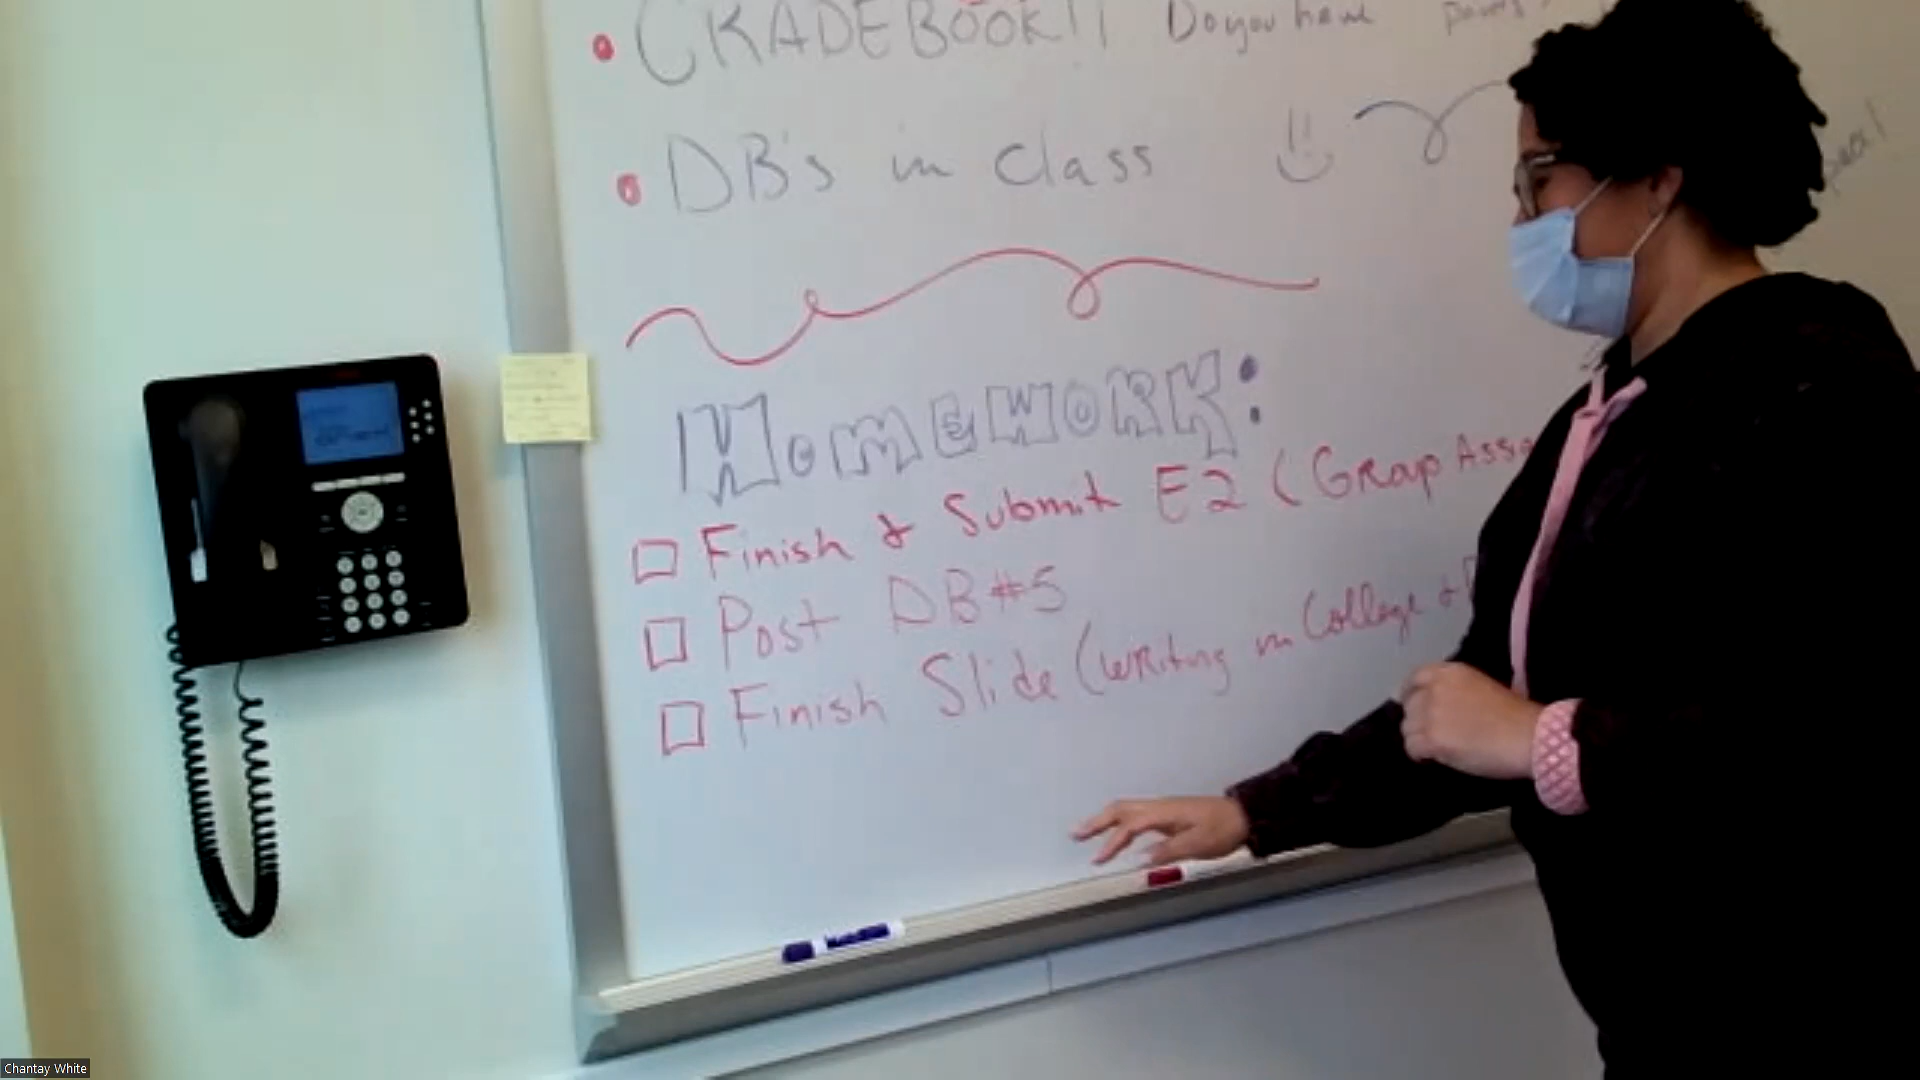 • GRADEBOOK!! Do you have
• DB's in class
Homework:
Finish & Submit E2 (Group
Post DB #5
Finish Slide (Writing in College &
Chantay White